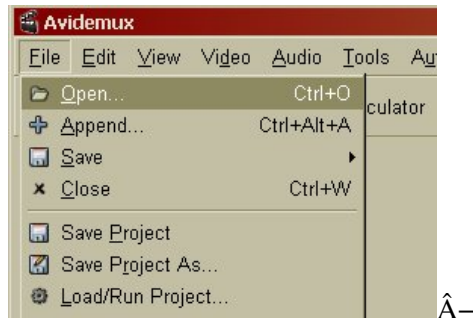 Avidemux
File Edit View Video Audio Tools
Open... Ctrl+O
culator
Append... Ctrl+Alt+A
Save
Close Ctrl+W
Save Project
Save Project As...
Load/Run Project...
Â–